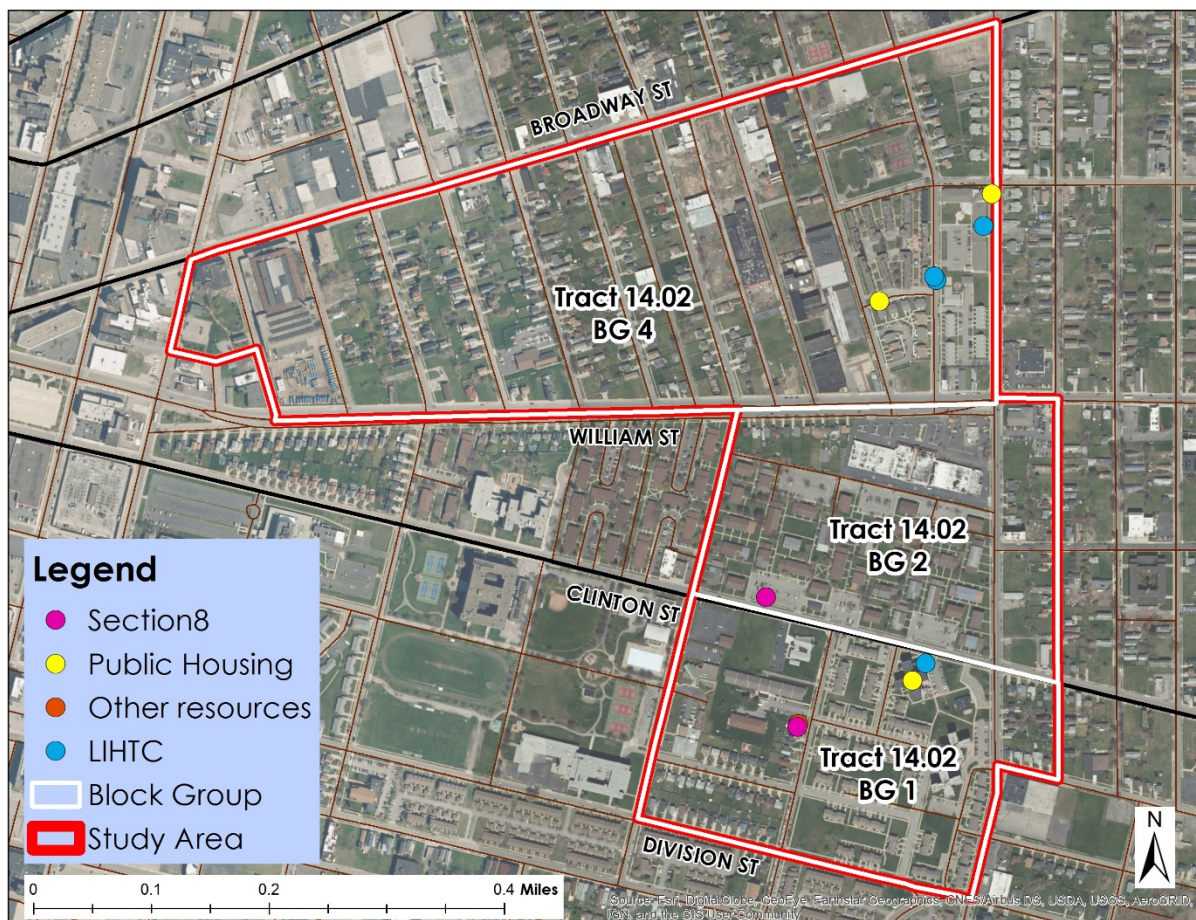 BROADWAY ST
Tract 14.02
BG 4
WILLIAM ST
Tract 14.02
BG 2
CLINTON ST
Tract 14.02
BG 1
DIVISION ST
Legend
Section8
Public Housing
Other resources
LIHTC
Block Group
Study Area
0 0.1 0.2 0.4 Miles
N
Source: Esri, DigitalGlobe, GeoEye, Earthstar Geographics, CNES/Airbus DS, USDA, USGS, AeroGRID,
IGN, and the GIS User Community